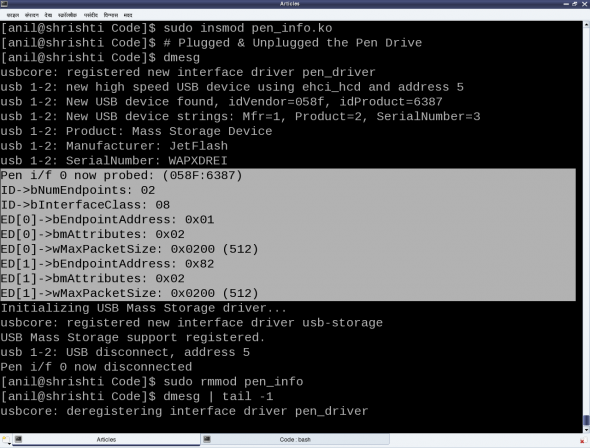 Articles
[anil@shrishti Code]$ sudo insmod pen_info.ko
[anil@shrishti Code]$ # Plugged & Unplugged the Pen Drive
[anil@shrishti Code]$ dmesg
usbcore: registered new interface driver pen_driver
usb 1-2: new high speed USB device using ehci_hcd and address 5
usb 1-2: New USB device found, idVendor=058f, idProduct=6387
usb 1-2: New USB device strings: Mfr=1, Product=2, SerialNumber=3
usb 1-2: Product: Mass Storage Device
usb 1-2: Manufacturer: JetFlash
usb 1-2: SerialNumber: WAPXDREI
Pen i/f 0 now probed: (058F:6387)
ID->bNumEndpoints: 02
ID->bInterfaceClass: 08
ED[0]->bEndpointAddress: 0x01
ED[0]->bmAttributes: 0x02
ED[0]->wMaxPacketSize: 0x0200 (512)
ED[1]->bEndpointAddress: 0x82
ED[1]->bmAttributes: 0x02
ED[1]->wMaxPacketSize: 0x0200 (512)
Initializing USB Mass Storage driver...
usbcore: registered new interface driver usb-storage
USB Mass Storage support registered.
usb 1-2: USB disconnect, address 5
Pen i/f 0 now disconnected
[anil@shrishti Code]$ sudo rmmod pen_info
[anil@shrishti Code]$ dmesg | tail -1
usbcore: deregistering interface driver pen_driver
Articles Code : bash